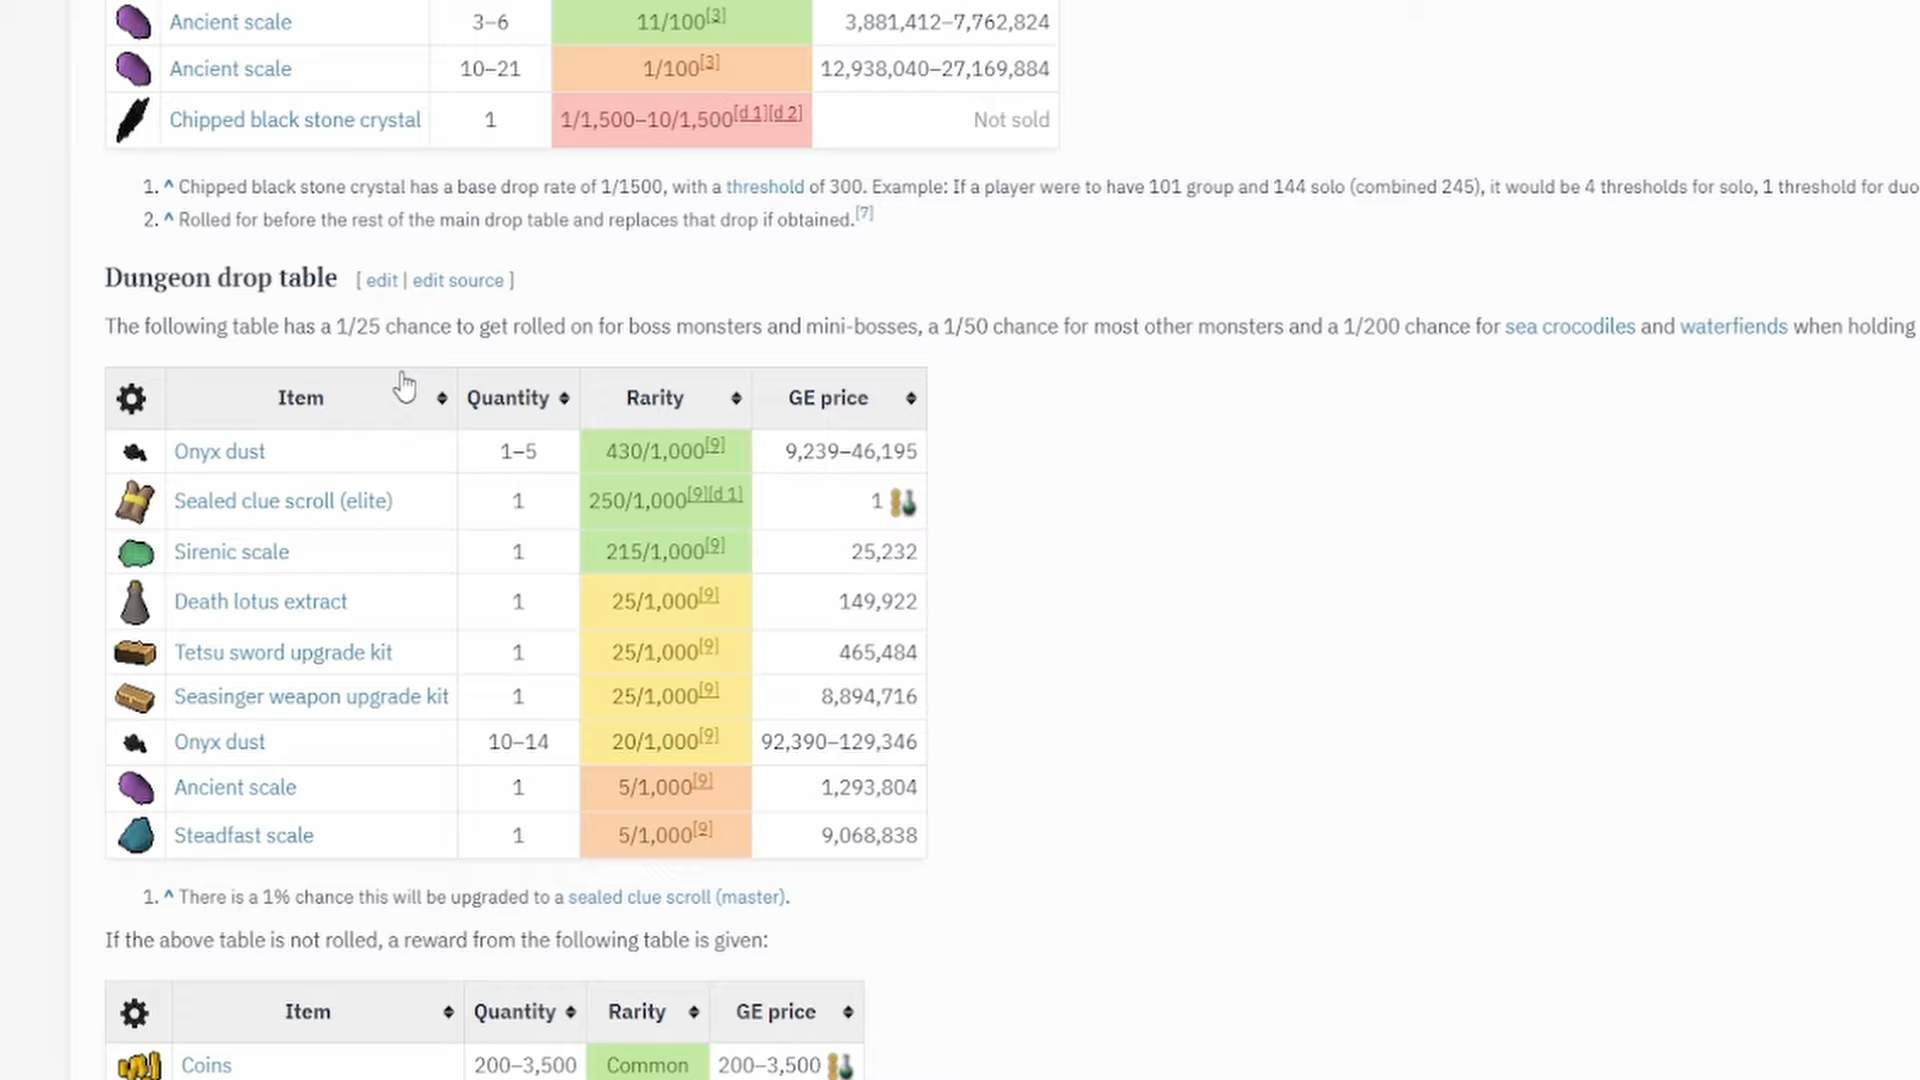 Ancient scale 3–6 11/100[3] 3,881,412–7,762,824
Ancient scale 10–21 1/100[3] 12,938,040–27,169,884
Chipped black stone crystal 1 1/1,500–10/1,500[d 1][d 2] Not sold
1. ^ Chipped black stone crystal has a base drop rate of 1/1500, with a threshold of 300. Example: If a player were to have 101 group and 144 solo (combined 245), it would be 4 thresholds for solo, 1 threshold for duo
2. ^ Rolled for before the rest of the main drop table and replaces that drop if obtained.[7]
Dungeon drop table [ edit | edit source ]
The following table has a 1/25 chance to get rolled on for boss monsters and mini-bosses, a 1/50 chance for most other monsters and a 1/200 chance for sea crocodiles and waterfiends when holding
Item Quantity Rarity GE price
Onyx dust 1–5 430/1,000[9] 9,239–46,195
Sealed clue scroll (elite) 1 250/1,000[9][d 1] 1
Sirenic scale 1 215/1,000[9] 25,232
Death lotus extract 1 25/1,000[9] 149,922
Tetsu sword upgrade kit 1 25/1,000[9] 465,484
Seasinger weapon upgrade kit 1 25/1,000[9] 8,894,716
Onyx dust 10–14 20/1,000[9] 92,390–129,346
Ancient scale 1 5/1,000[9] 1,293,804
Steadfast scale 1 5/1,000[9] 9,068,838
1. ^ There is a 1% chance this will be upgraded to a sealed clue scroll (master).
If the above table is not rolled, a reward from the following table is given:
Item Quantity Rarity GE price
Coins 200–3,500 Common 200–3,500